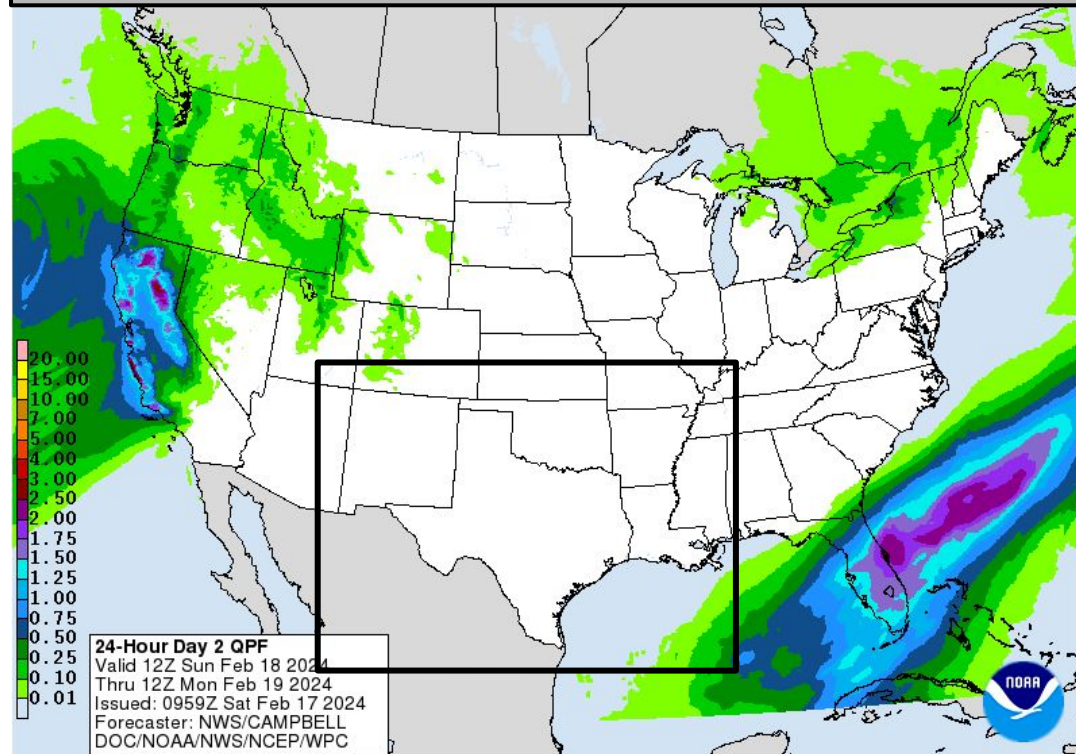 20.00
15.00
10.00
7.00
5.00
4.00
3.00
2.50
2.00
1.75
1.50
1.25
1.00
0.75
0.50
0.25
0.10
0.01
24-Hour Day 2 QPF
Valid 12Z Sun Feb 18 2024
Thru 12Z Mon Feb 19 2024
Issued: 0959Z Sat Feb 17 2024
Forecaster: NWS/CAMPBELL
DOC/NOAA/NWS/NCEP/WPC
NOAA